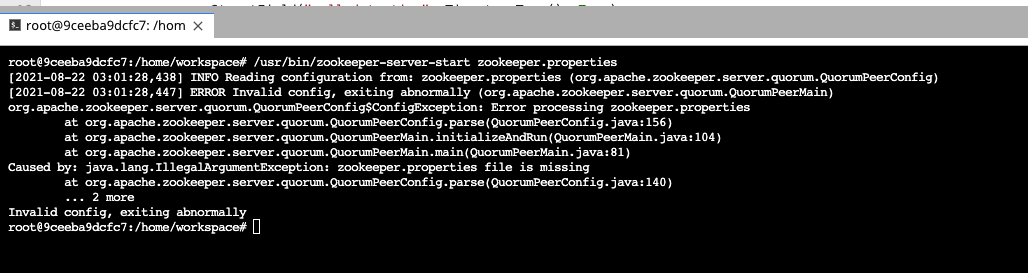 root@9ceeba9dcfc7: /hom
root@9ceeba9dcfc7:/home/workspace# /usr/bin/zookeeper-server-start zookeeper.properties
[2021-08-22 03:01:28,438] INFO Reading configuration from: zookeeper.properties (org.apache.zookeeper.server.quorum.QuorumPeerConfig)
[2021-08-22 03:01:28,447] ERROR Invalid config, exiting abnormally (org.apache.zookeeper.server.quorum.QuorumPeerMain)
org.apache.zookeeper.server.quorum.QuorumPeerConfig$ConfigException: Error processing zookeeper.properties
at org.apache.zookeeper.server.quorum.QuorumPeerConfig.parse(QuorumPeerConfig.java:156)
at org.apache.zookeeper.server.quorum.QuorumPeerMain.initializeAndRun(QuorumPeerMain.java:104)
at org.apache.zookeeper.server.quorum.QuorumPeerMain.main(QuorumPeerMain.java:81)
Caused by: java.lang.IllegalArgumentException: zookeeper.properties file is missing
at org.apache.zookeeper.server.quorum.QuorumPeerConfig.parse(QuorumPeerConfig.java:140)
... 2 more
Invalid config, exiting abnormally
root@9ceeba9dcfc7:/home/workspace#